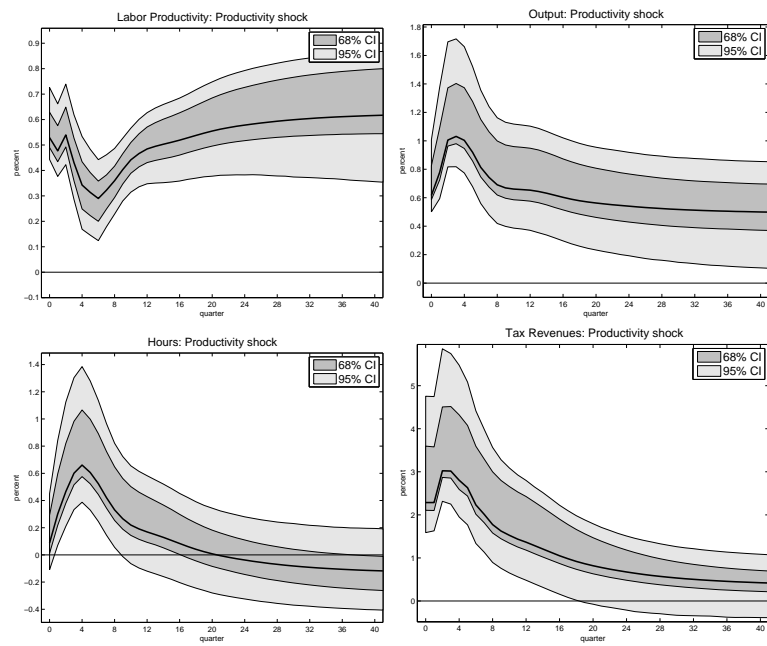 Labor Productivity: Productivity shock
68% CI
95% CI
0.9
0.8
0.7
0.6
0.5
0.4
0.3
0.2
0.1
0
−0.1
percent
0 4 8 12 16 20 24 28 32 36 40
quarter
Output: Productivity shock
68% CI
95% CI
1.8
1.6
1.4
1.2
1
0.8
0.6
0.4
0.2
0
percent
0 4 8 12 16 20 24 28 32 36 40
quarter
Hours: Productivity shock
68% CI
95% CI
1.4
1.2
1
0.8
0.6
0.4
0.2
0
−0.2
−0.4
percent
0 4 8 12 16 20 24 28 32 36 40
quarter
Tax Revenues: Productivity shock
68% CI
95% CI
5
4
3
2
1
0
percent
0 4 8 12 16 20 24 28 32 36 40
quarter